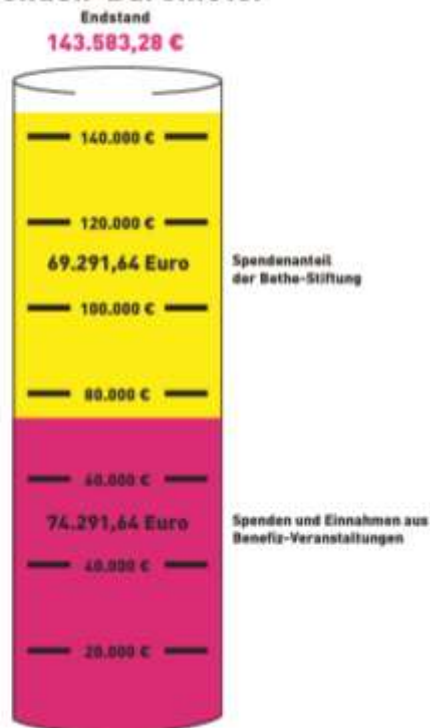 Endstand
143.583,28 €
140.000 €
120.000 €
69.291,64 Euro
Spendenanteil
der Bethe-Stiftung
100.000 €
80.000 €
60.000 €
74.291,64 Euro
Spenden und Einnahmen aus
Benefiz-Veranstaltungen
40.000 €
20.000 €